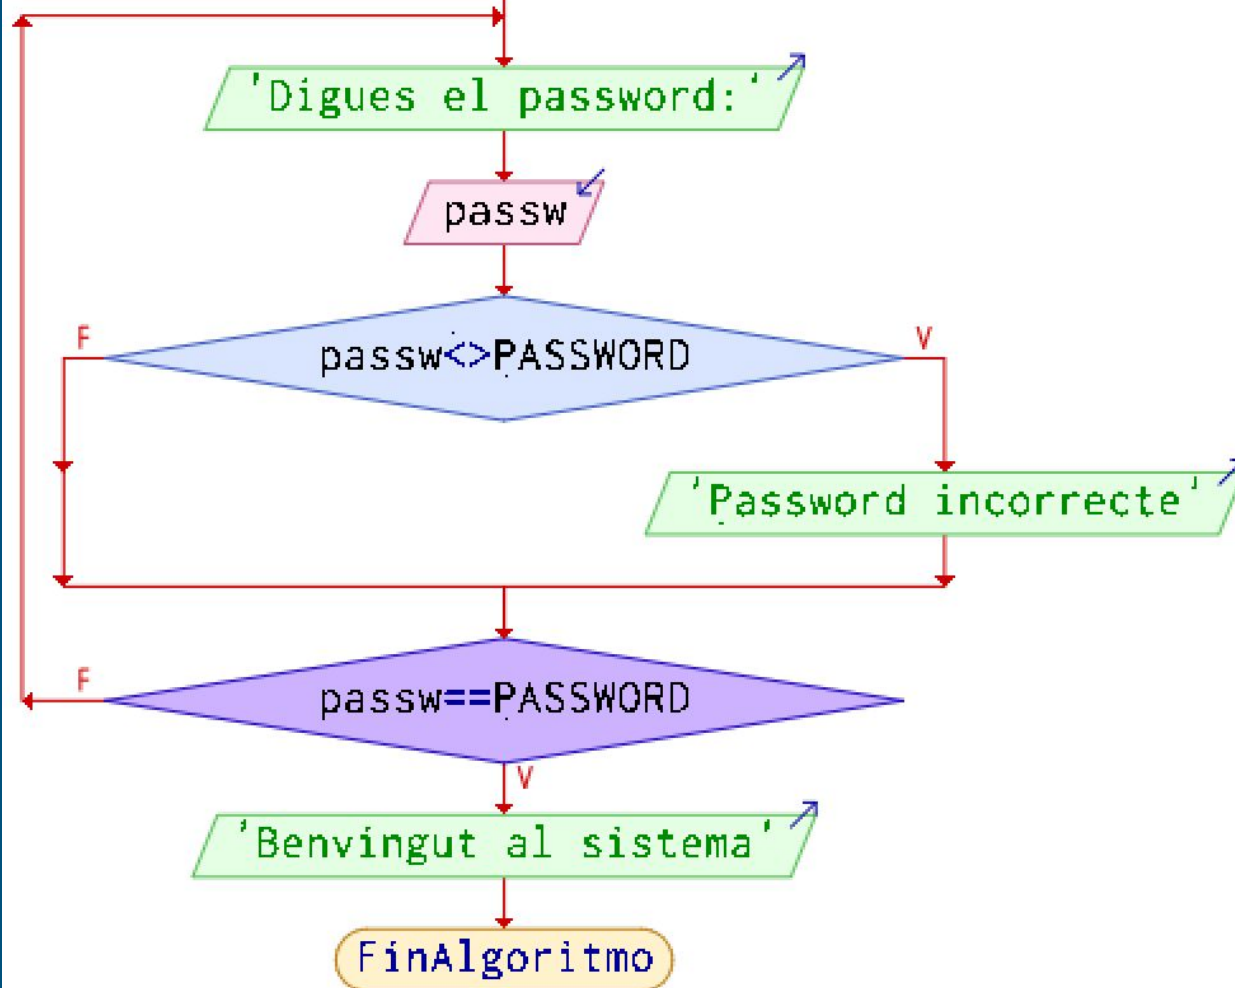 'Digues el password:'
passw
F
passw<>PASSWORD
V
'Password incorrecte'
F
passw==PASSWORD
V
'Benvingut al sistema'
FinAlgoritmo